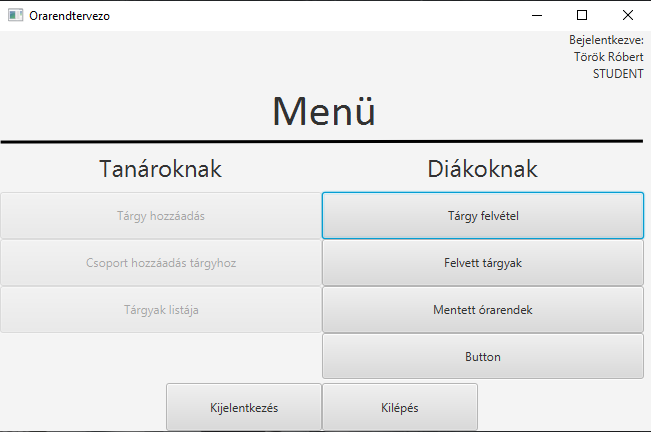 Orarendtervezo
Bejelentkezve:
Török Róbert
STUDENT
Menü
Tanároknak
Diákoknak
Tárgy hozzáadás
Tárgy felvétel
Csoport hozzáadás tárgyhoz
Felvett tárgyak
Tárgyak listája
Mentett órarendek
Button
Kijelentkezés
Kilépés